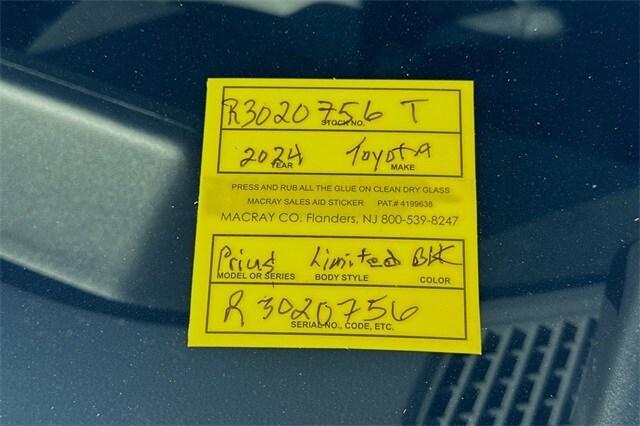 R3020756 T
STOCK NO.
2024 Toyota
YEAR MAKE
PRESS AND RUB ALL THE GLUE ON CLEAN DRY GLASS
MACRAY SALES AID STICKER PAT.# 4199638
MACRAY CO. Flanders, NJ 800-539-8247
Prius Limited Blk
MODEL OR SERIES BODY STYLE COLOR
R3020756
SERIAL NO., CODE, ETC.